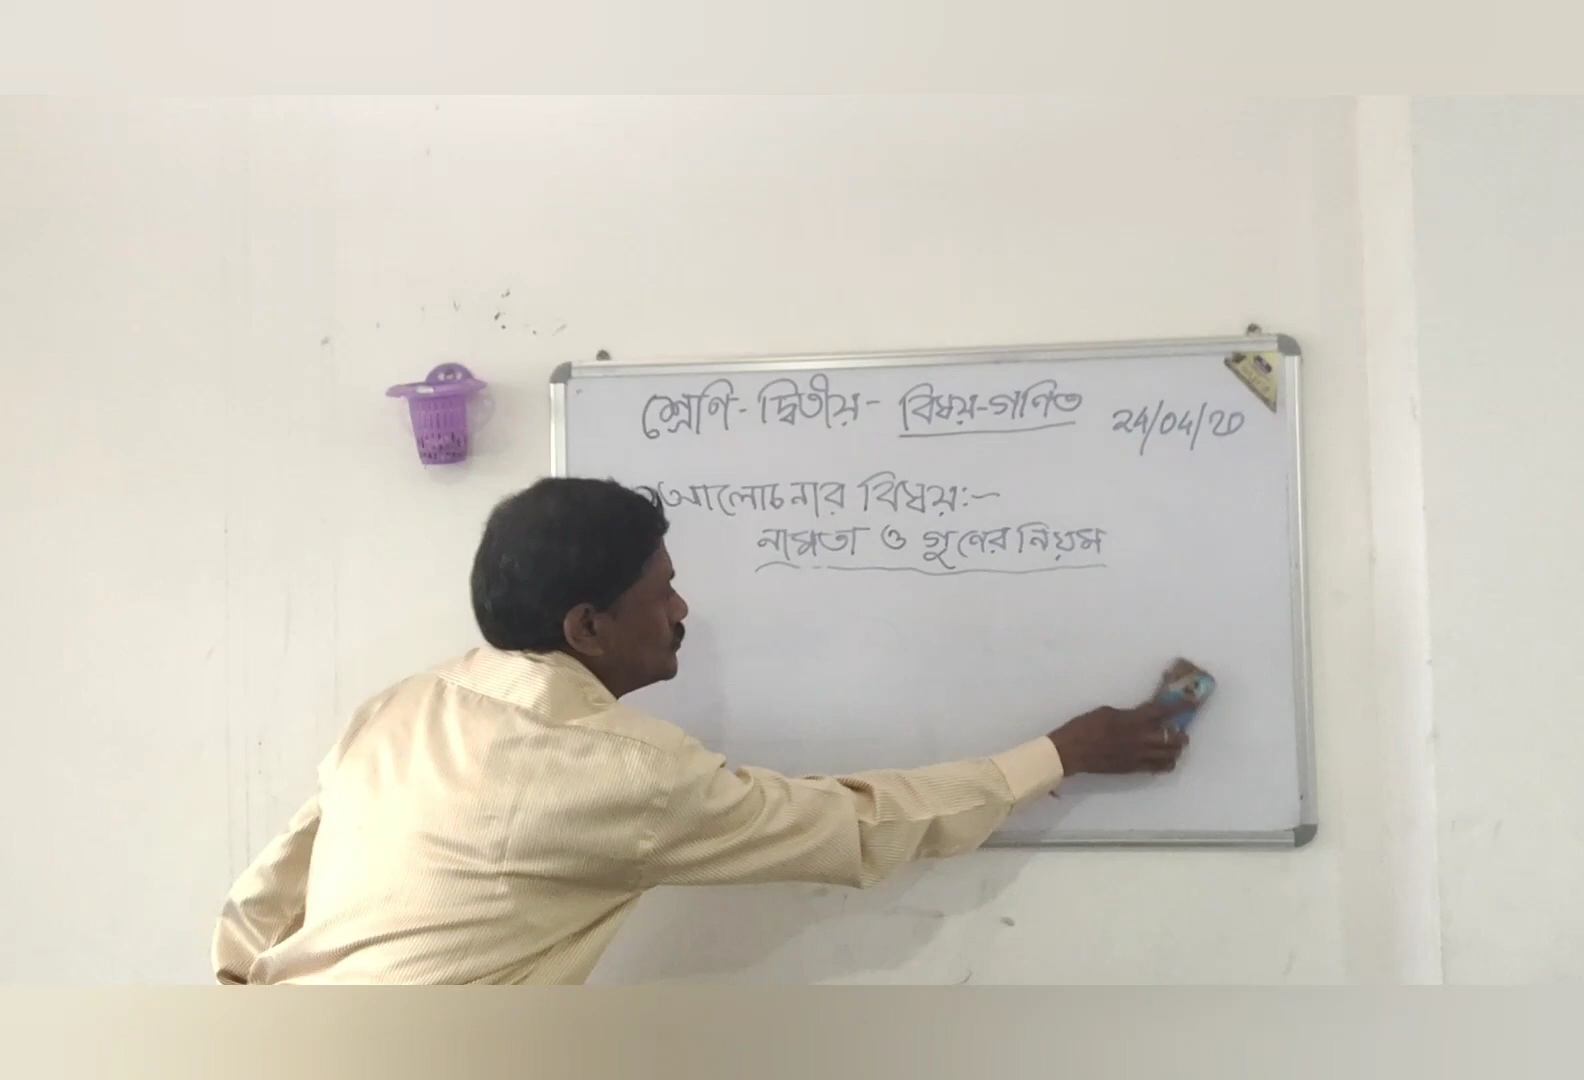 শ্রেণি - দ্বিতীয় - বিষয় - গণিত 24/04/20
আলোচনার বিষয়ঃ-
নামতা ও গুণের নিয়ম